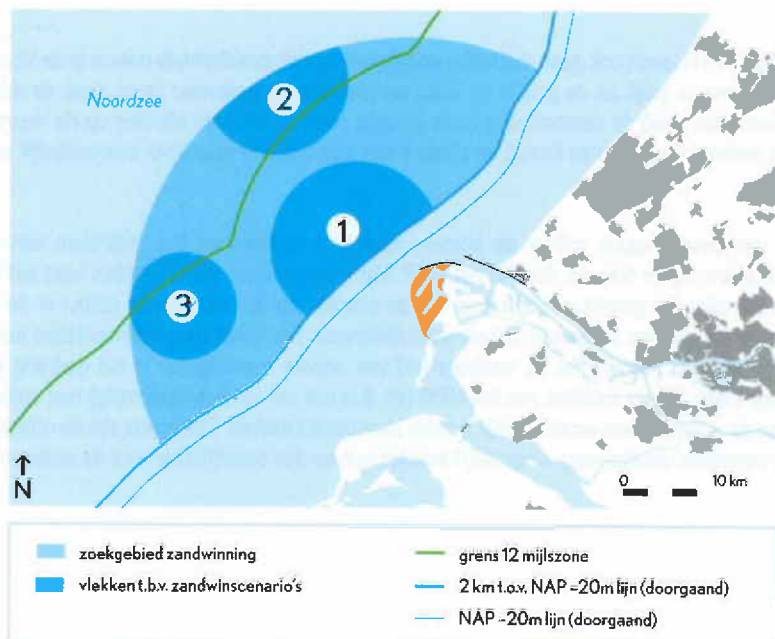 Noordzee
2
1
3
N
0 10 km
zoekgebied zandwinning
vlekken t.b.v. zandwinscenario's
grens 12 mijlszone
2 km t.o.v. NAP -20m lijn (doorgaand)
NAP -20m lijn (doorgaand)